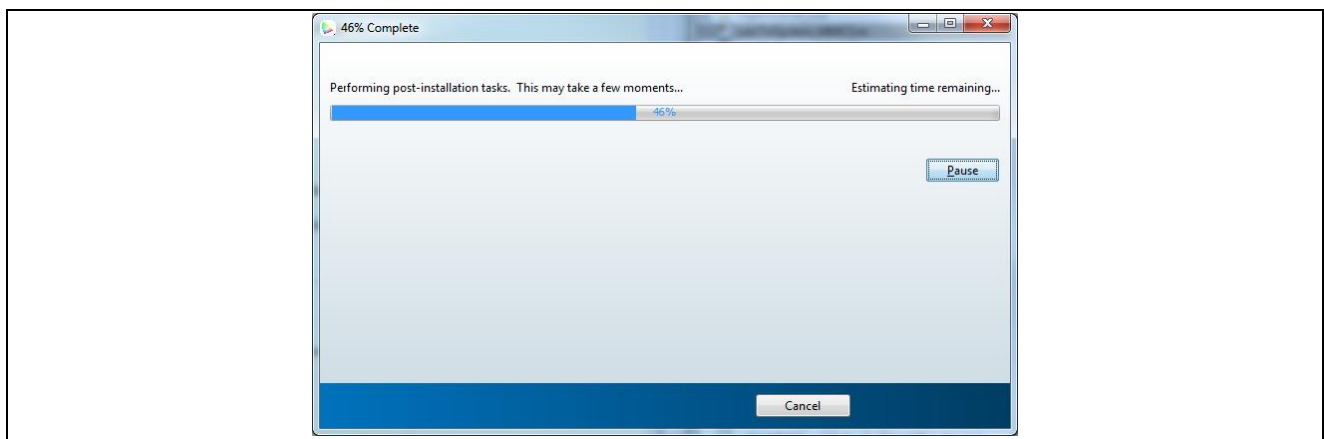 46% Complete
Performing post-installation tasks. This may take a few moments... Estimating time remaining...
46%
Pause
Cancel